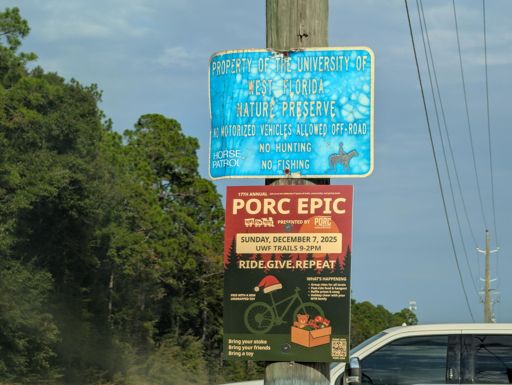 PROPERTY OF THE UNIVERSITY OF
WEST FLORIDA
NATURE PRESERVE
NO MOTORIZED VEHICLES ALLOWED OFF-ROAD
NO HUNTING
NO FISHING
HORSE
PATROL
17TH ANNUAL
PORC EPIC
PRESENTED BY
PORC
SUNDAY, DECEMBER 7, 2025
UWF TRAILS 9-2PM
RIDE.GIVE.REPEAT
WHAT'S HAPPENING
Bring your stoke
Bring your friends
Bring a toy